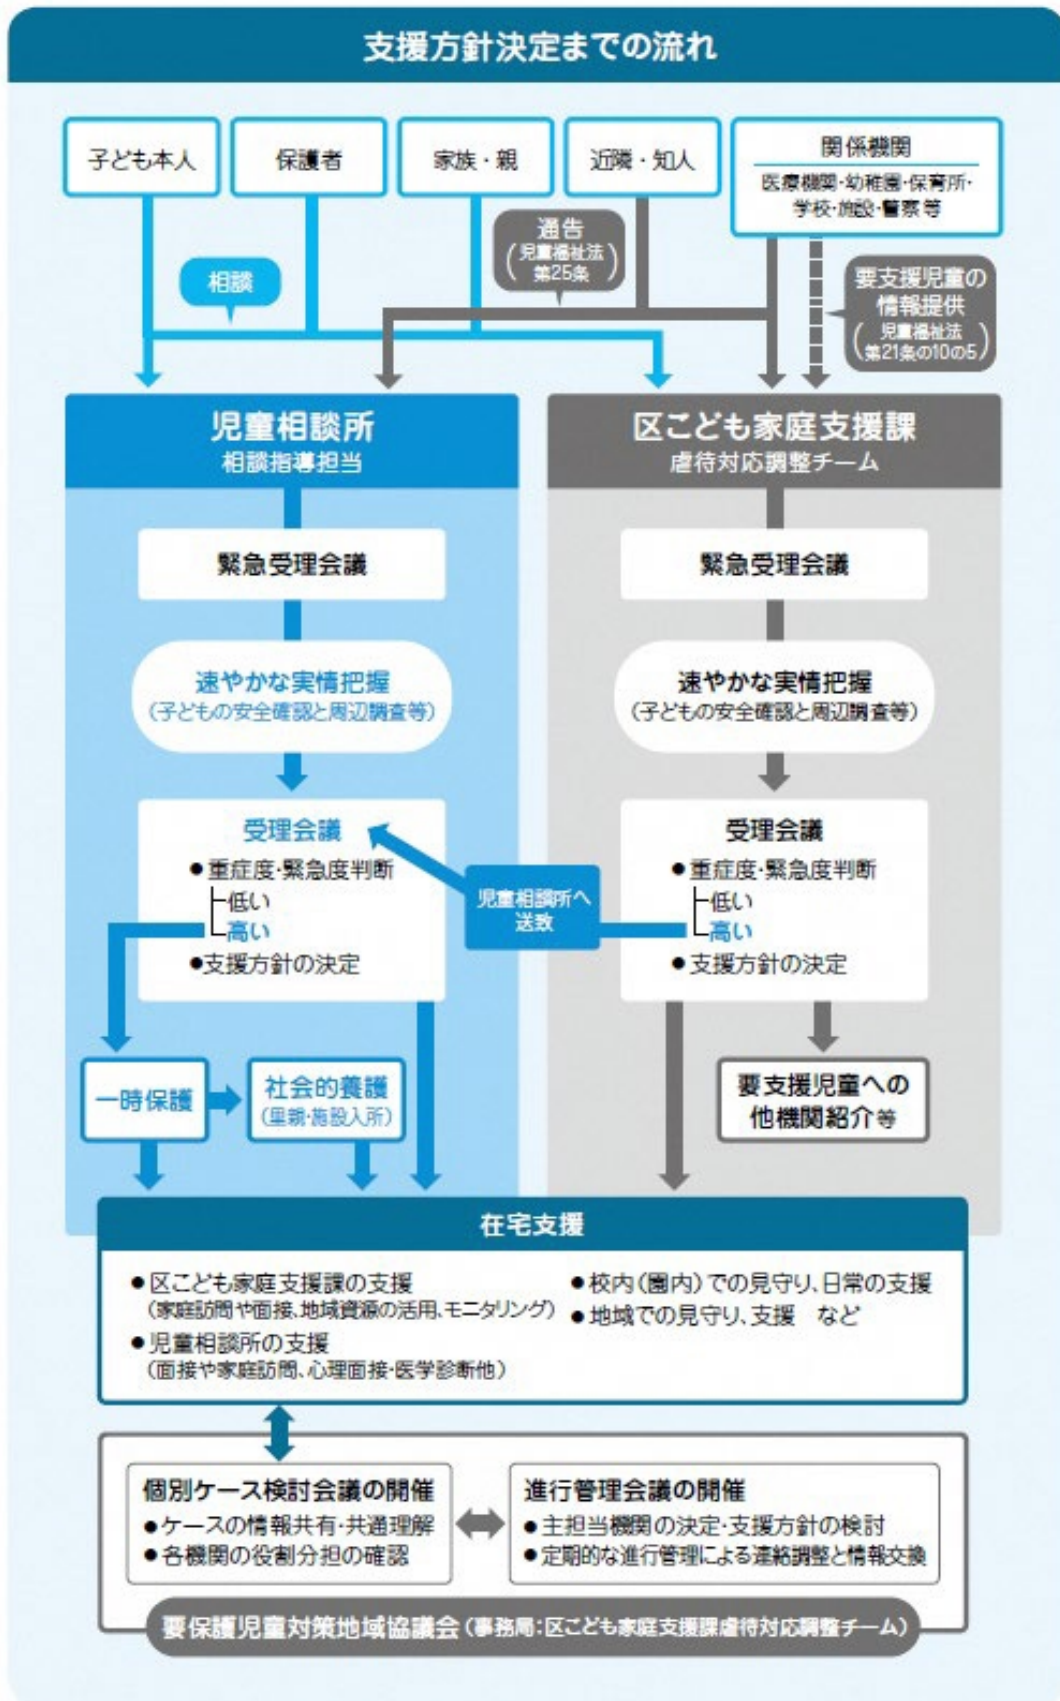 支援方針決定までの流れ
子ども本人
保護者
家族・親
近隣・知人
関係機関
医療機関・幼稚園・保育所・
学校・施設・警察等
相談
通告
(児童福祉法
第25条)
要支援児童の
情報提供
(児童福祉法
第21条の10の5)
児童相談所
相談指導担当
緊急受理会議
速やかな実情把握
(子どもの安全確認と周辺調査等)
受理会議
●重症度・緊急度判断
低い
高い
●支援方針の決定
児童相談所へ
送致
一時保護
社会的養護
(里親・施設入所)
区こども家庭支援課
虐待対応調整チーム
緊急受理会議
速やかな実情把握
(子どもの安全確認と周辺調査等)
受理会議
●重症度・緊急度判断
低い
高い
●支援方針の決定
要支援児童への
他機関紹介等
在宅支援
●区こども家庭支援課の支援
(家庭訪問や面接、地域資源の活用、モニタリング)
●児童相談所の支援
(面接や家庭訪問、心理面接・医学診断他)
●校内(園内)での見守り、日常の支援
●地域での見守り、支援 など
個別ケース検討会議の開催
●ケースの情報共有・共通理解
●各機関の役割分担の確認
進行管理会議の開催
●主担当機関の決定・支援方針の検討
●定期的な進行管理による連絡調整と情報交換
要保護児童対策地域協議会(事務局:区こども家庭支援課虐待対応調整チーム)